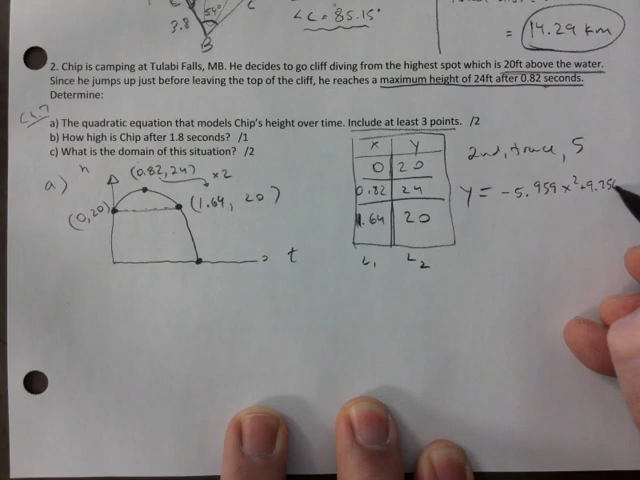 54°
C
3.8
B
∠C = 85.15°
= 14.29 km
2. Chip is camping at Tulabi Falls, MB. He decides to go cliff diving from the highest spot which is 20ft above the water.
Since he jumps up just before leaving the top of the cliff, he reaches a maximum height of 24ft after 0.82 seconds.
Determine:
a) The quadratic equation that models Chip's height over time. Include at least 3 points. /2
b) How high is Chip after 1.8 seconds? /1
c) What is the domain of this situation? /2
a) h (0.82, 24) ×2
(0,20) (1.64, 20)
t
x y
0 20
0.82 24
1.64 20
L₁ L₂
2nd, trace, 5
y = -5.959x²+9.756